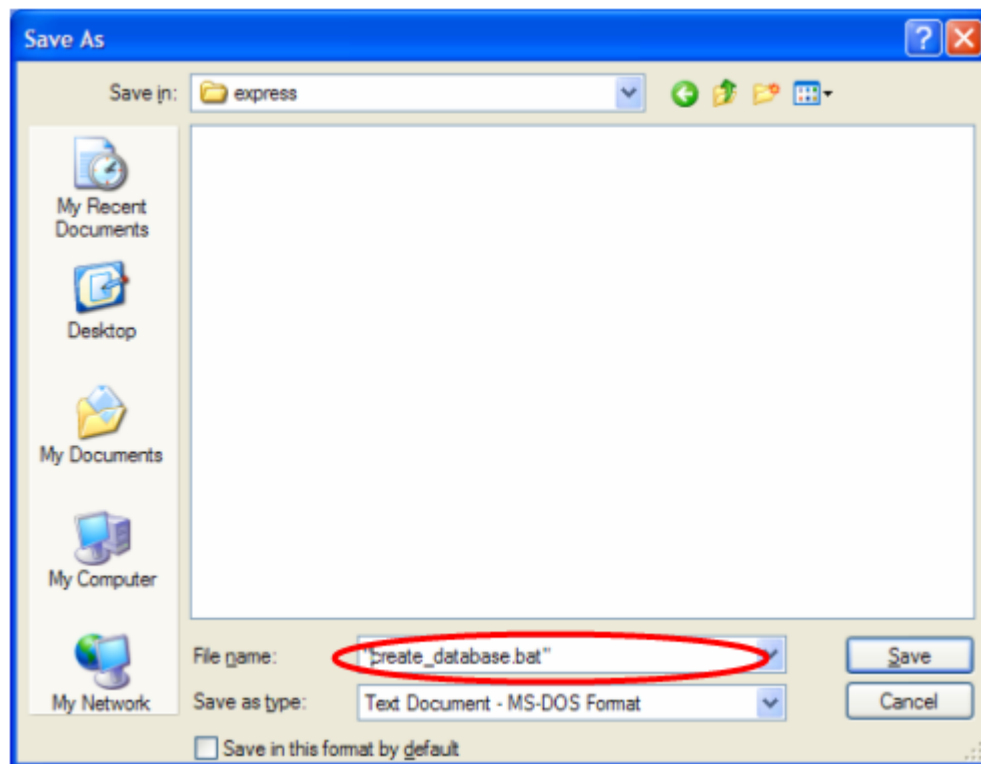 Save As
Save in: express
My Recent
Documents
Desktop
My Documents
My Computer
My Network
File name: "create_database.bat"
Save
Save as type: Text Document - MS-DOS Format
Cancel
Save in this format by default